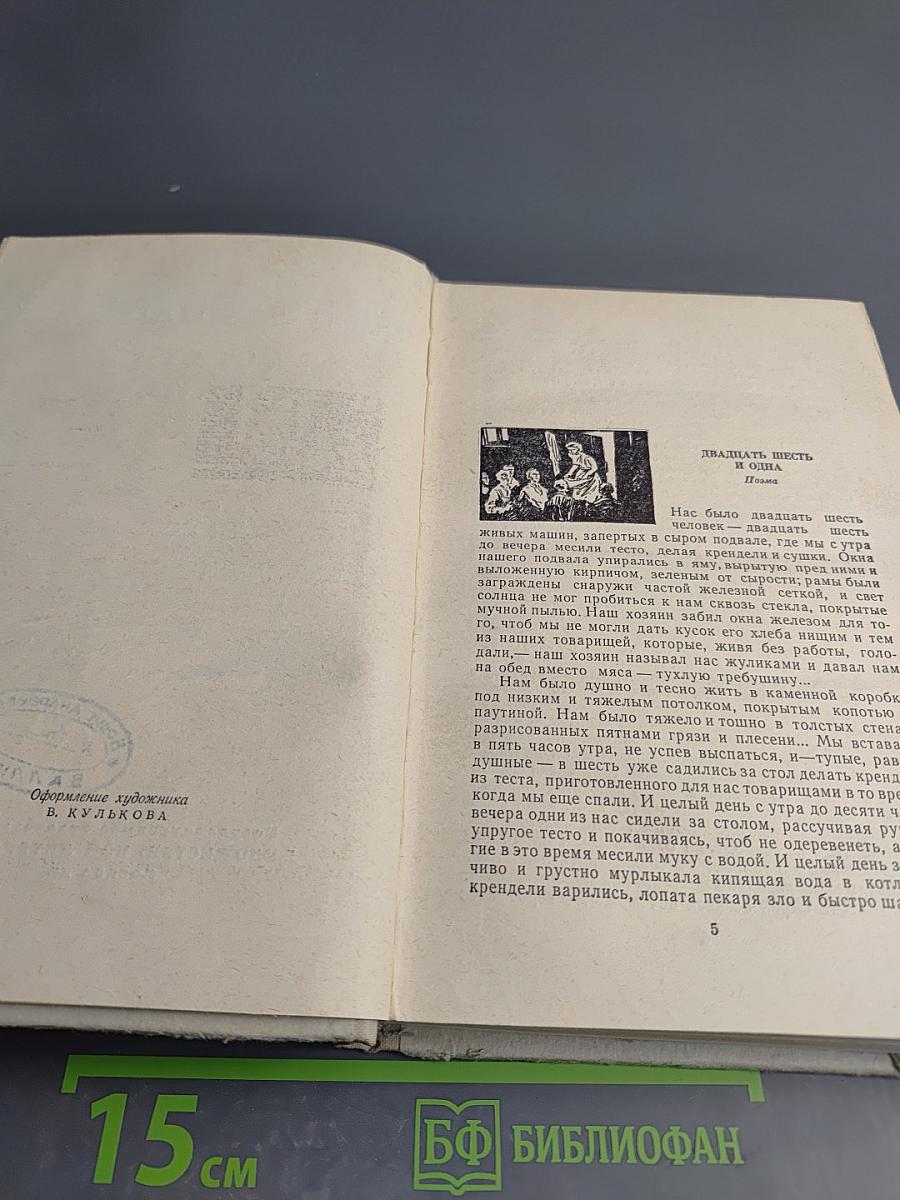 Оформление художника
В. КУЛЬКОВА
ДВАДЦАТЬ ШЕСТЬ
И ОДНА
Поэма
Нас было двадцать шесть
человек — двадцать шесть
живых машин, запертых в сыром подвале, где мы с утра
до вечера месили тесто, делая крендели и сушки. Окна
нашего подвала упирались в яму, вырытую пред ними и
выложенную кирпичом, зеленым от сырости; рамы были
заграждены снаружи частой железной сеткой, и свет
солнца не мог пробиться к нам сквозь стекла, покрытые
мучной пылью. Наш хозяин забил окна железом для то-
го, чтоб мы не могли дать кусок его хлеба нищим и тем
из наших товарищей, которые, живя без работы, голо-
дали,— наш хозяин называл нас жуликами и давал нам
на обед вместо мяса — тухлую требушину...
Нам было душно и тесно жить в каменной коробк
под низким и тяжелым потолком, покрытым копотью
паутиной. Нам было тяжело и тошно в толстых стена
разрисованных пятнами грязи и плесени... Мы встава
в пять часов утра, не успев выспаться, и—тупые, рав
душные — в шесть уже садились за стол делать кренд
из теста, приготовленного для нас товарищами в то вре
когда мы еще спали. И целый день с утра до десяти ч
вечера одни из нас сидели за столом, рассучивая ру
упругое тесто и покачиваясь, чтоб не одеревенеть, а
гие в это время месили муку с водой. И целый день з
чиво и грустно мурлыкала кипящая вода в котл
крендели варились, лопата пекаря зло и быстро ша
5
15 см
БФ БИБЛИОФАН